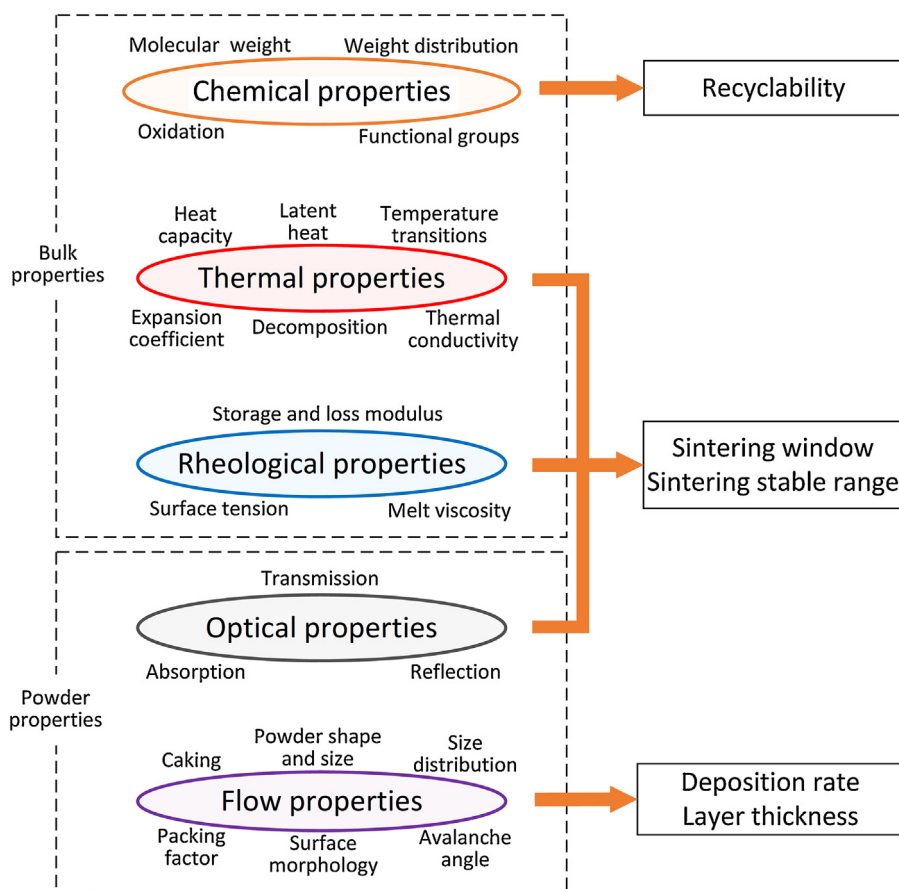 Molecular weight
Weight distribution
Chemical properties
Oxidation
Functional groups
Recyclability
Bulk
properties
Heat
capacity
Latent
heat
Temperature
transitions
Thermal properties
Expansion
coefficient
Decomposition
Thermal
conductivity
Storage and loss modulus
Rheological properties
Surface tension
Melt viscosity
Sintering window
Sintering stable range
Powder
properties
Transmission
Optical properties
Absorption
Reflection
Caking
Powder shape
and size
Size
distribution
Flow properties
Packing
factor
Surface
morphology
Avalanche
angle
Deposition rate
Layer thickness